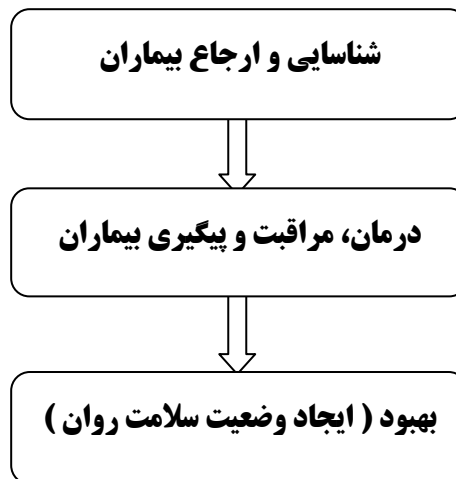 شناسایی و ارجاع بیماران
درمان، مراقبت و پیگیری بیماران
بهبود ( ایجاد وضعیت سلامت روان )